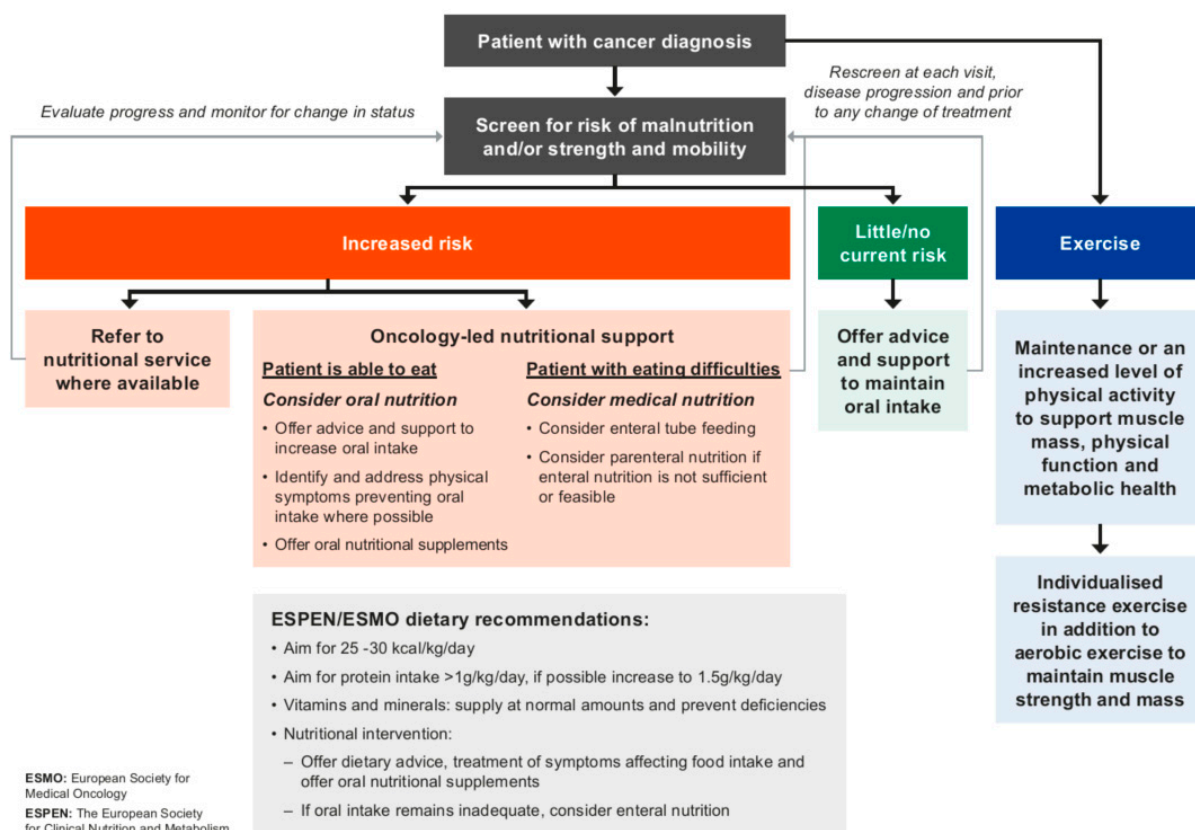 Patient with cancer diagnosis
Rescreen at each visit,
disease progression and prior
to any change of treatment
Evaluate progress and monitor for change in status
Screen for risk of malnutrition
and/or strength and mobility
Increased risk
Little/no
current risk
Exercise
Refer to
nutritional service
where available
Oncology-led nutritional support
Patient is able to eat
Consider oral nutrition
• Offer advice and support to
increase oral intake
• Identify and address physical
symptoms preventing oral
intake where possible
• Offer oral nutritional supplements
Patient with eating difficulties
Consider medical nutrition
• Consider enteral tube feeding
• Consider parenteral nutrition if
enteral nutrition is not sufficient
or feasible
Offer advice
and support
to maintain
oral intake
Maintenance or an
increased level of
physical activity
to support muscle
mass, physical
function and
metabolic health
Individualised
resistance exercise
in addition to
aerobic exercise to
maintain muscle
strength and mass
ESPEN/ESMO dietary recommendations:
• Aim for 25 -30 kcal/kg/day
• Aim for protein intake >1g/kg/day, if possible increase to 1.5g/kg/day
• Vitamins and minerals: supply at normal amounts and prevent deficiencies
• Nutritional intervention:
– Offer dietary advice, treatment of symptoms affecting food intake and
offer oral nutritional supplements
– If oral intake remains inadequate, consider enteral nutrition
ESMO: European Society for
Medical Oncology
ESPEN: The European Society
for Clinical Nutrition and Metabolism